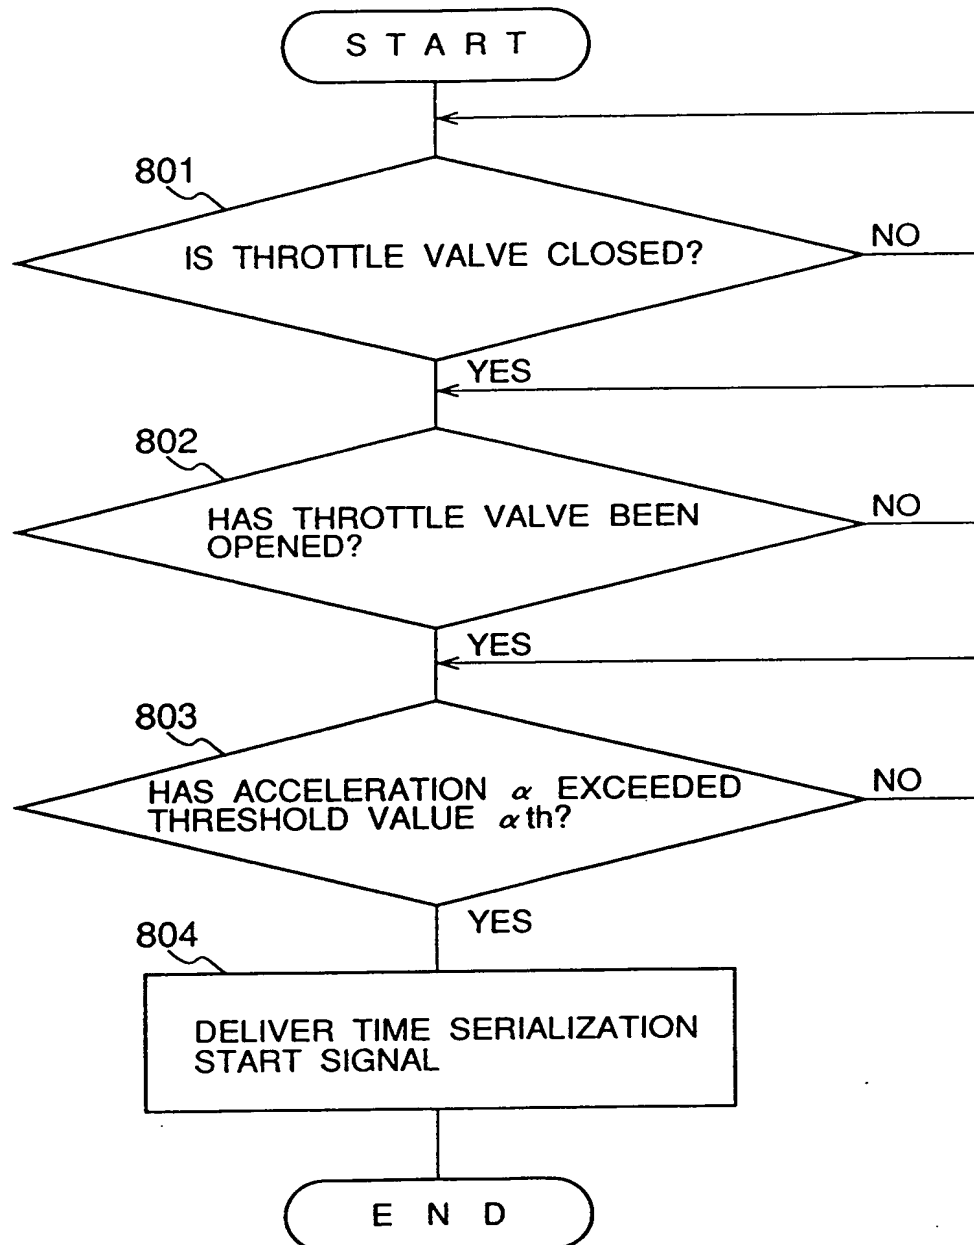 START
801
IS THROTTLE VALVE CLOSED?
NO
YES
802
HAS THROTTLE VALVE BEEN
OPENED?
NO
YES
803
HAS ACCELERATION α EXCEEDED
THRESHOLD VALUE αth?
NO
YES
804
DELIVER TIME SERIALIZATION
START SIGNAL
END